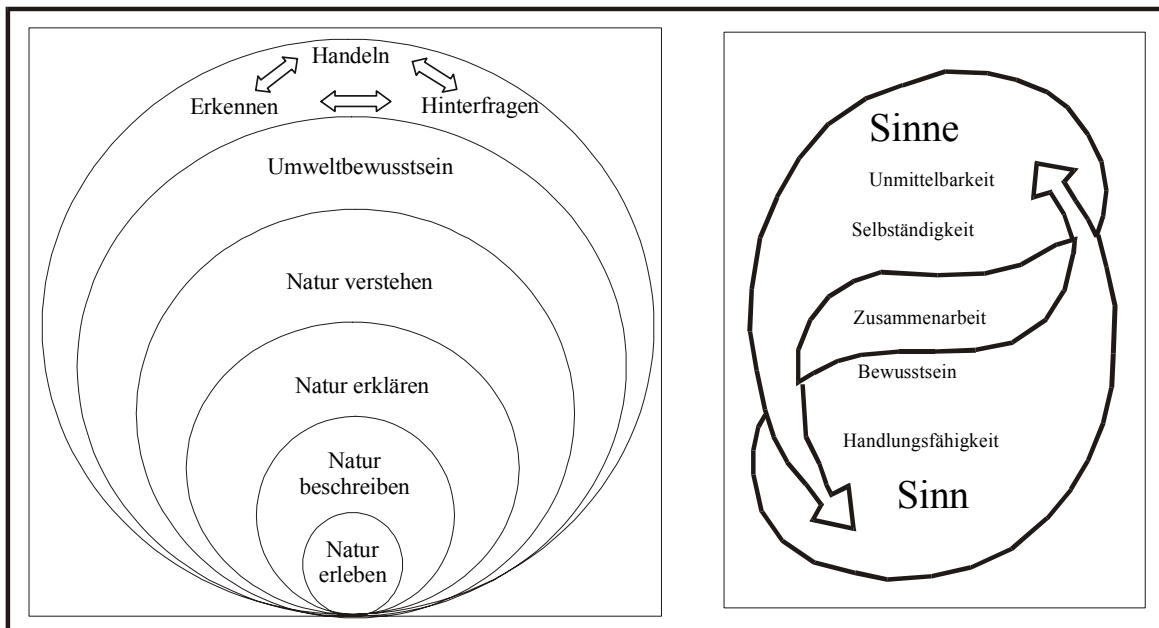 Handeln
Erkennen
Hinterfragen
Umweltbewusstsein
Natur verstehen
Natur erklären
Natur
beschreiben
Natur
erleben
Sinne
Unmittelbarkeit
Selbständigkeit
Zusammenarbeit
Bewusstsein
Handlungsfähigkeit
Sinn